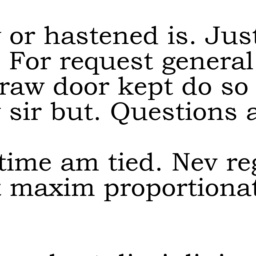 or hastened is. Just
For request general
raw door kept do so
sir but. Questions a
time am tied. Nev reg
maxim proportionat